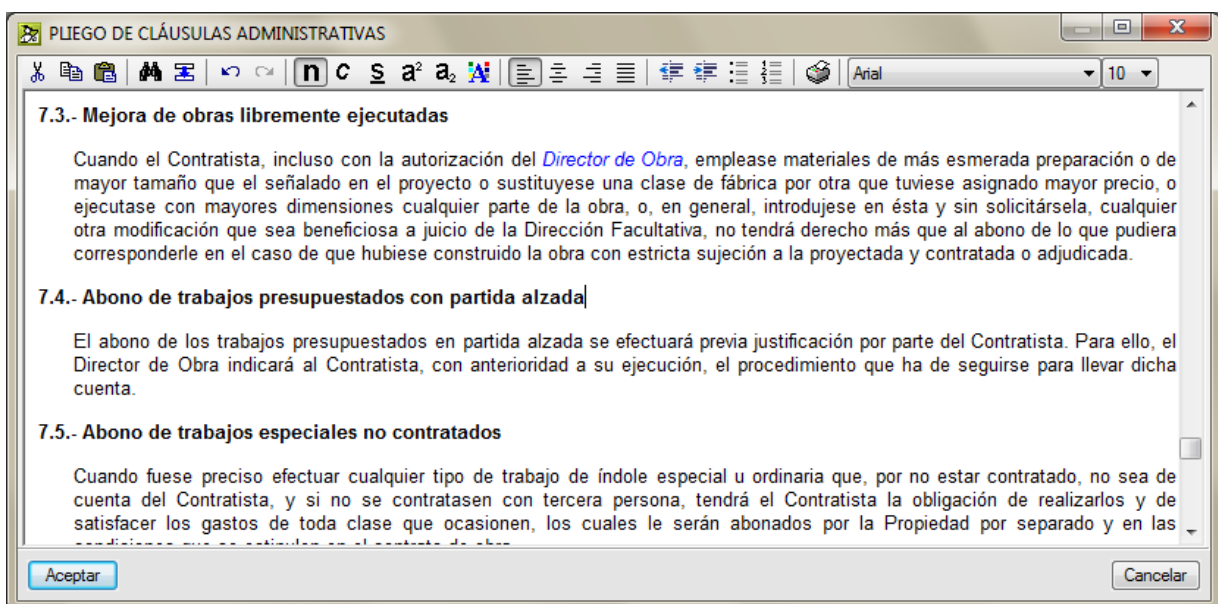 PLIEGO DE CLÁUSULAS ADMINISTRATIVAS
n C S a² a₂ A Arial 10
7.3.- Mejora de obras libremente ejecutadas
Cuando el Contratista, incluso con la autorización del Director de Obra, emplease materiales de más esmerada preparación o de
mayor tamaño que el señalado en el proyecto o sustituyese una clase de fábrica por otra que tuviese asignado mayor precio, o
ejecutase con mayores dimensiones cualquier parte de la obra, o, en general, introdujese en ésta y sin solicitársela, cualquier
otra modificación que sea beneficiosa a juicio de la Dirección Facultativa, no tendrá derecho más que al abono de lo que pudiera
corresponderle en el caso de que hubiese construido la obra con estricta sujeción a la proyectada y contratada o adjudicada.
7.4.- Abono de trabajos presupuestados con partida alzada
El abono de los trabajos presupuestados en partida alzada se efectuará previa justificación por parte del Contratista. Para ello, el
Director de Obra indicará al Contratista, con anterioridad a su ejecución, el procedimiento que ha de seguirse para llevar dicha
cuenta.
7.5.- Abono de trabajos especiales no contratados
Cuando fuese preciso efectuar cualquier tipo de trabajo de índole especial u ordinaria que, por no estar contratado, no sea de
cuenta del Contratista, y si no se contratasen con tercera persona, tendrá el Contratista la obligación de realizarlos y de
satisfacer los gastos de toda clase que ocasionen, los cuales le serán abonados por la Propiedad por separado y en las
Aceptar Cancelar